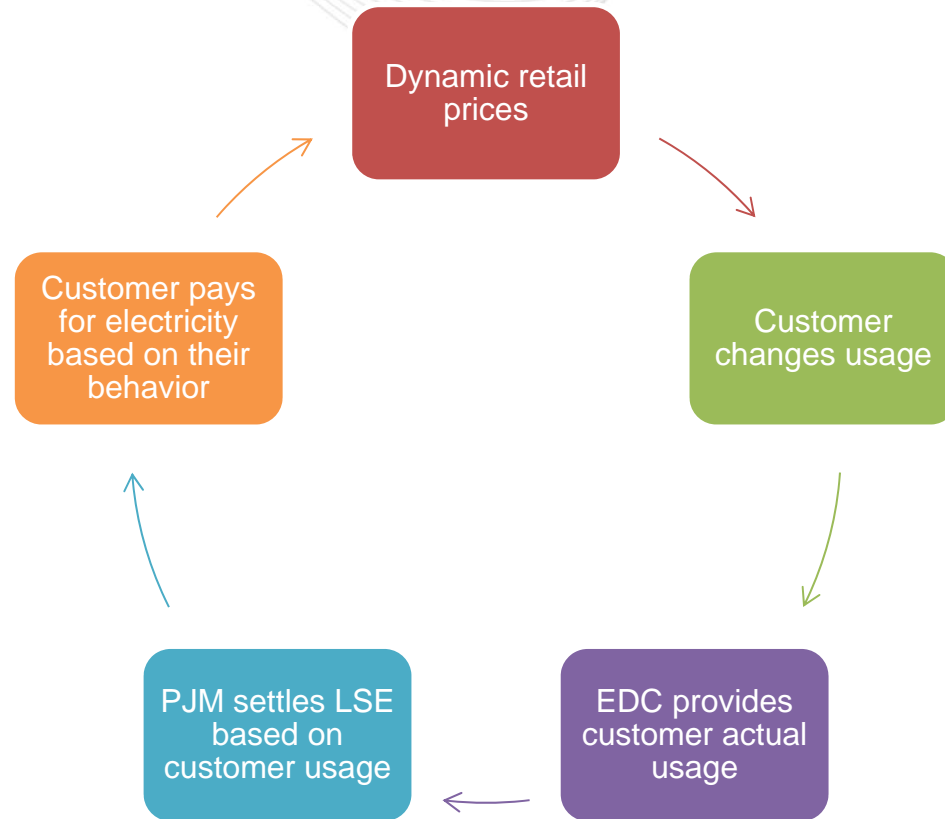 Dynamic retail
prices
Customer
changes usage
EDC provides
customer actual
usage
PJM settles LSE
based on
customer usage
Customer pays
for electricity
based on their
behavior